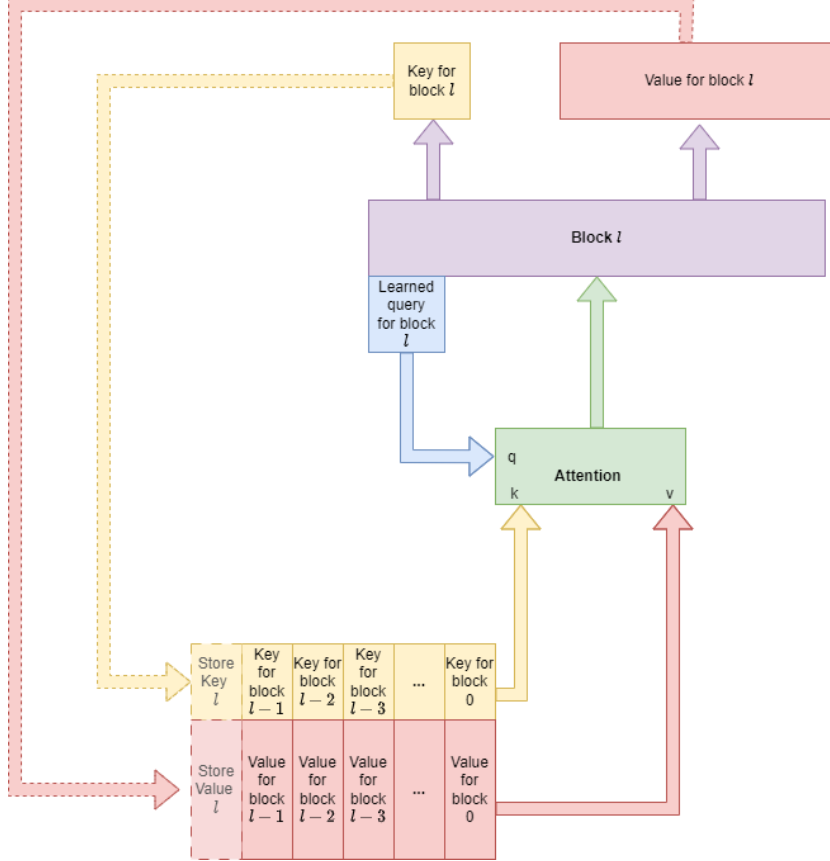 Key for
block l
Value for block l
Block l
Learned
query
for block
l
q
Attention
k
v
Store
Key
l
Key
for
block
l − 1
Key for
block
l − 2
Key
for
block
l − 3
...
Key for
block
0
Store
Value
l
Value
for
block
l − 1
Value
for
block
l − 2
Value
for
block
l − 3
...
Value
for
block
0